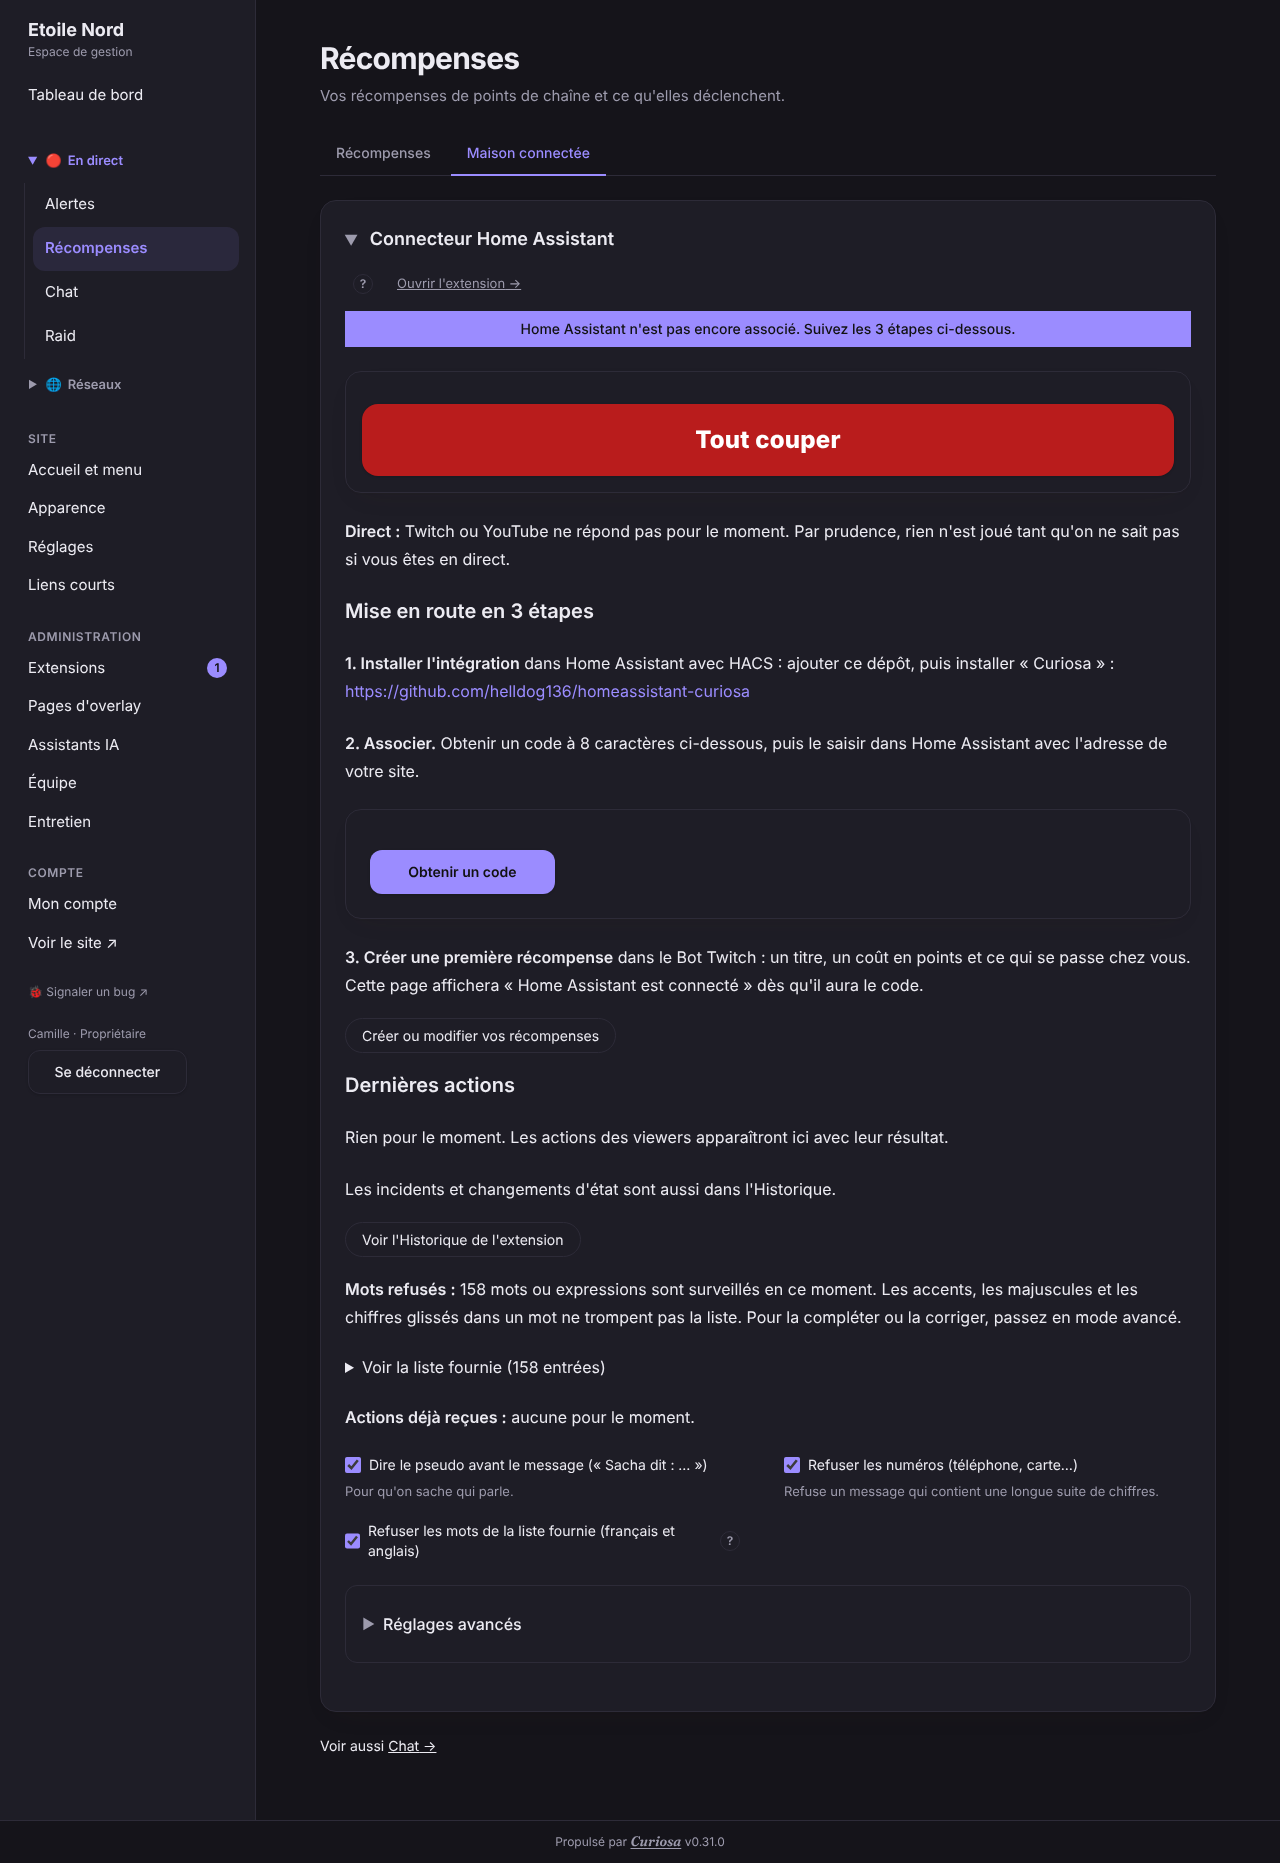 Etoile Nord
Espace de gestion
Tableau de bord
En direct
Alertes
Récompenses
Chat
Raid
Réseaux
SITE
Accueil et menu
Apparence
Réglages
Liens courts
ADMINISTRATION
Extensions 1
Pages d'overlay
Assistants IA
Équipe
Entretien
COMPTE
Mon compte
Voir le site ↗
Signaler un bug ↗
Camille · Propriétaire
Se déconnecter
Récompenses
Vos récompenses de points de chaîne et ce qu'elles déclenchent.
Récompenses Maison connectée
Connecteur Home Assistant
? Ouvrir l'extension →
Home Assistant n'est pas encore associé. Suivez les 3 étapes ci-dessous.
Tout couper
Direct : Twitch ou YouTube ne répond pas pour le moment. Par prudence, rien n'est joué tant qu'on ne sait pas
si vous êtes en direct.
Mise en route en 3 étapes
1. Installer l'intégration dans Home Assistant avec HACS : ajouter ce dépôt, puis installer « Curiosa » :
https://github.com/helldog136/homeassistant-curiosa
2. Associer. Obtenir un code à 8 caractères ci-dessous, puis le saisir dans Home Assistant avec l'adresse de
votre site.
Obtenir un code
3. Créer une première récompense dans le Bot Twitch : un titre, un coût en points et ce qui se passe chez vous.
Cette page affichera « Home Assistant est connecté » dès qu'il aura le code.
Créer ou modifier vos récompenses
Dernières actions
Rien pour le moment. Les actions des viewers apparaîtront ici avec leur résultat.
Les incidents et changements d'état sont aussi dans l'Historique.
Voir l'Historique de l'extension
Mots refusés : 158 mots ou expressions sont surveillés en ce moment. Les accents, les majuscules et les
chiffres glissés dans un mot ne trompent pas la liste. Pour la compléter ou la corriger, passez en mode avancé.
Voir la liste fournie (158 entrées)
Actions déjà reçues : aucune pour le moment.
Dire le pseudo avant le message (« Sacha dit : … »)
Pour qu'on sache qui parle.
Refuser les numéros (téléphone, carte...)
Refuse un message qui contient une longue suite de chiffres.
Refuser les mots de la liste fournie (français et
anglais) ?
Réglages avancés
Voir aussi Chat →
Propulsé par Curiosa v0.31.0